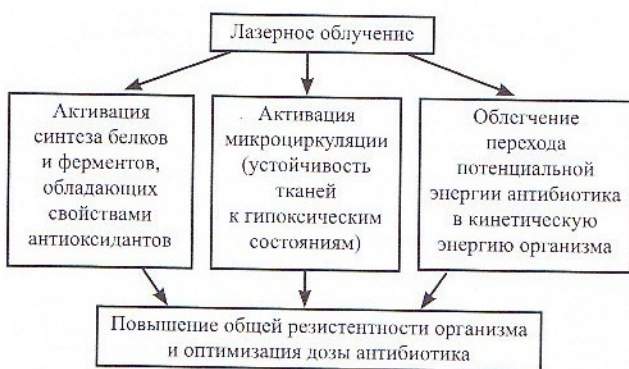 Лазерное облучение
Активация
синтеза белков
и ферментов,
обладающих
свойствами
антиоксидантов
Активация
микроциркуляции
(устойчивость
тканей
к гипоксическим
состояниям)
Облегчение
перехода
потенциальной
энергии антибиотика
в кинетическую
энергию организма
Повышение общей резистентности организма
и оптимизация дозы антибиотика